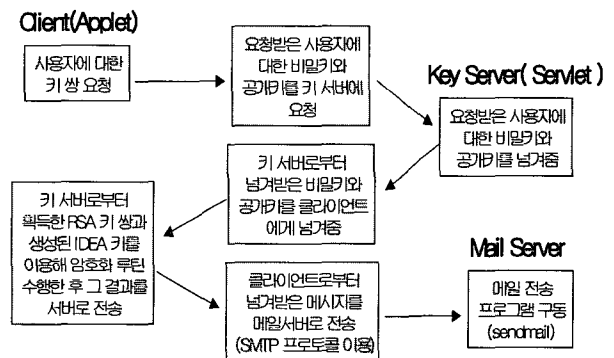 Client(Applet)
사용자에 대한
키 쌍 요청
요청받은 사용자에
대한 비밀키와
공개키를 키 서버에
요청
Key Server( Servlet )
요청받은 사용자에
대한 비밀키와
공개키를 넘겨줌
키 서버로부터
넘겨받은 비밀키와
공개키를 클라이언트
에게 넘겨줌
키 서버로부터
획득한 RSA 키 쌍과
생성된 IDEA 키를
이용해 암호화 루틴
수행한 후 그 결과를
서버로 전송
클라이언트로부터
넘겨받은 메시지를
메일서버로 전송
(SMTP 프로토콜 이용)
Mail Server
메일 전송
프로그램 구동
(sendmail)